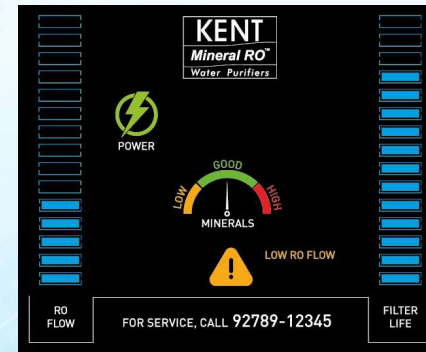 KENT
Mineral RO™
Water Purifiers
POWER
LOW
GOOD
HIGH
MINERALS
LOW RO FLOW
RO
FLOW
FOR SERVICE, CALL 92789-12345
FILTER
LIFE